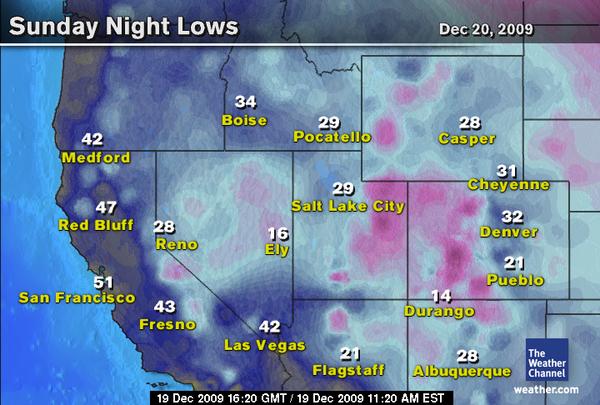 Sunday Night Lows
Dec 20, 2009
34
Boise
29
Pocatello
28
Casper
42
Medford
31
Cheyenne
29
Salt Lake City
47
Red Bluff
28
Reno
16
Ely
32
Denver
21
Pueblo
51
San Francisco
43
Fresno
14
Durango
42
Las Vegas
21
Flagstaff
28
Albuquerque
The
Weather
Channel
weather.com
19 Dec 2009 16:20 GMT / 19 Dec 2009 11:20 AM EST